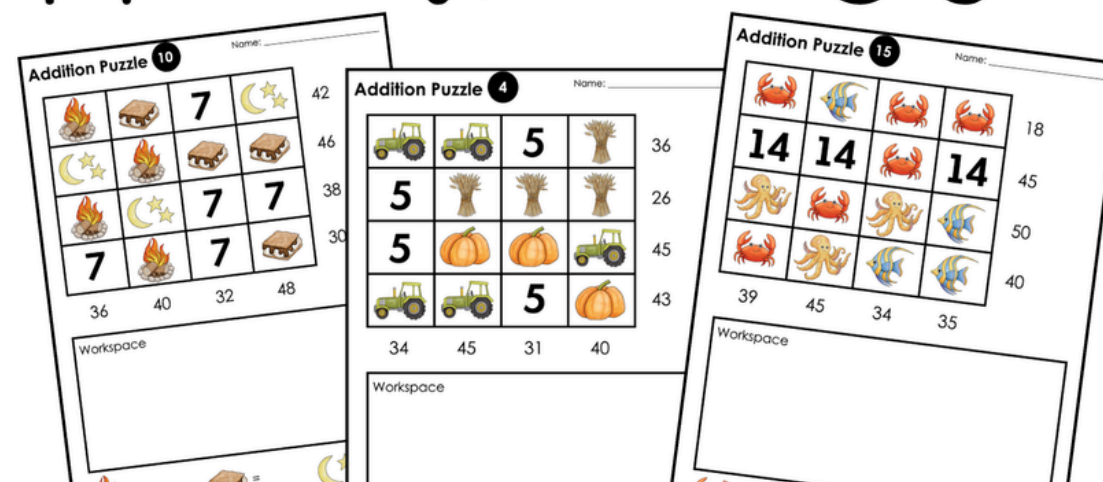 Addition Puzzle 10 Name:
7 42
46
7 7 38
7 7 30
36 40 32 48
Workspace
=
Addition Puzzle 4 Name:
5 36
5 26
5 45
5 43
34 45 31 40
Workspace
Addition Puzzle 15 Name:
18
14 14 14 45
50
40
39 45 34 35
Workspace